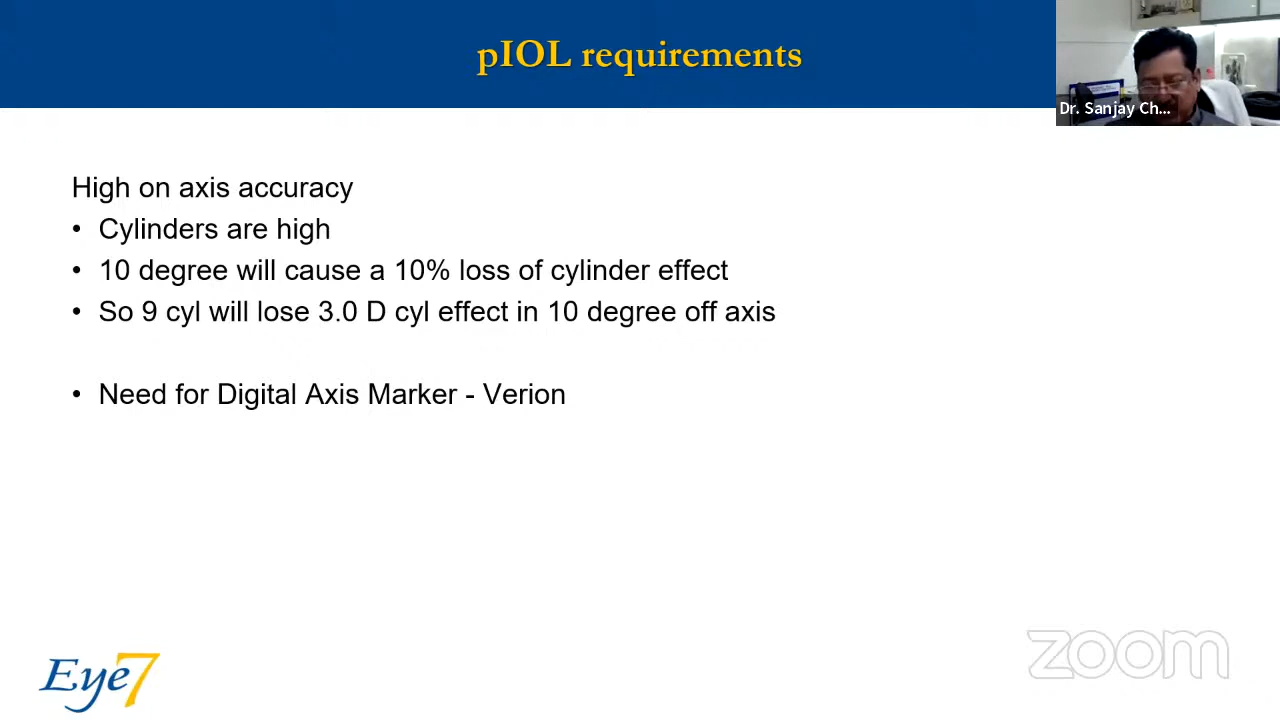 pIOL requirements
Dr. Sanjay Ch...
High on axis accuracy
• Cylinders are high
• 10 degree will cause a 10% loss of cylinder effect
• So 9 cyl will lose 3.0 D cyl effect in 10 degree off axis
• Need for Digital Axis Marker - Verion
Eye7
zoom